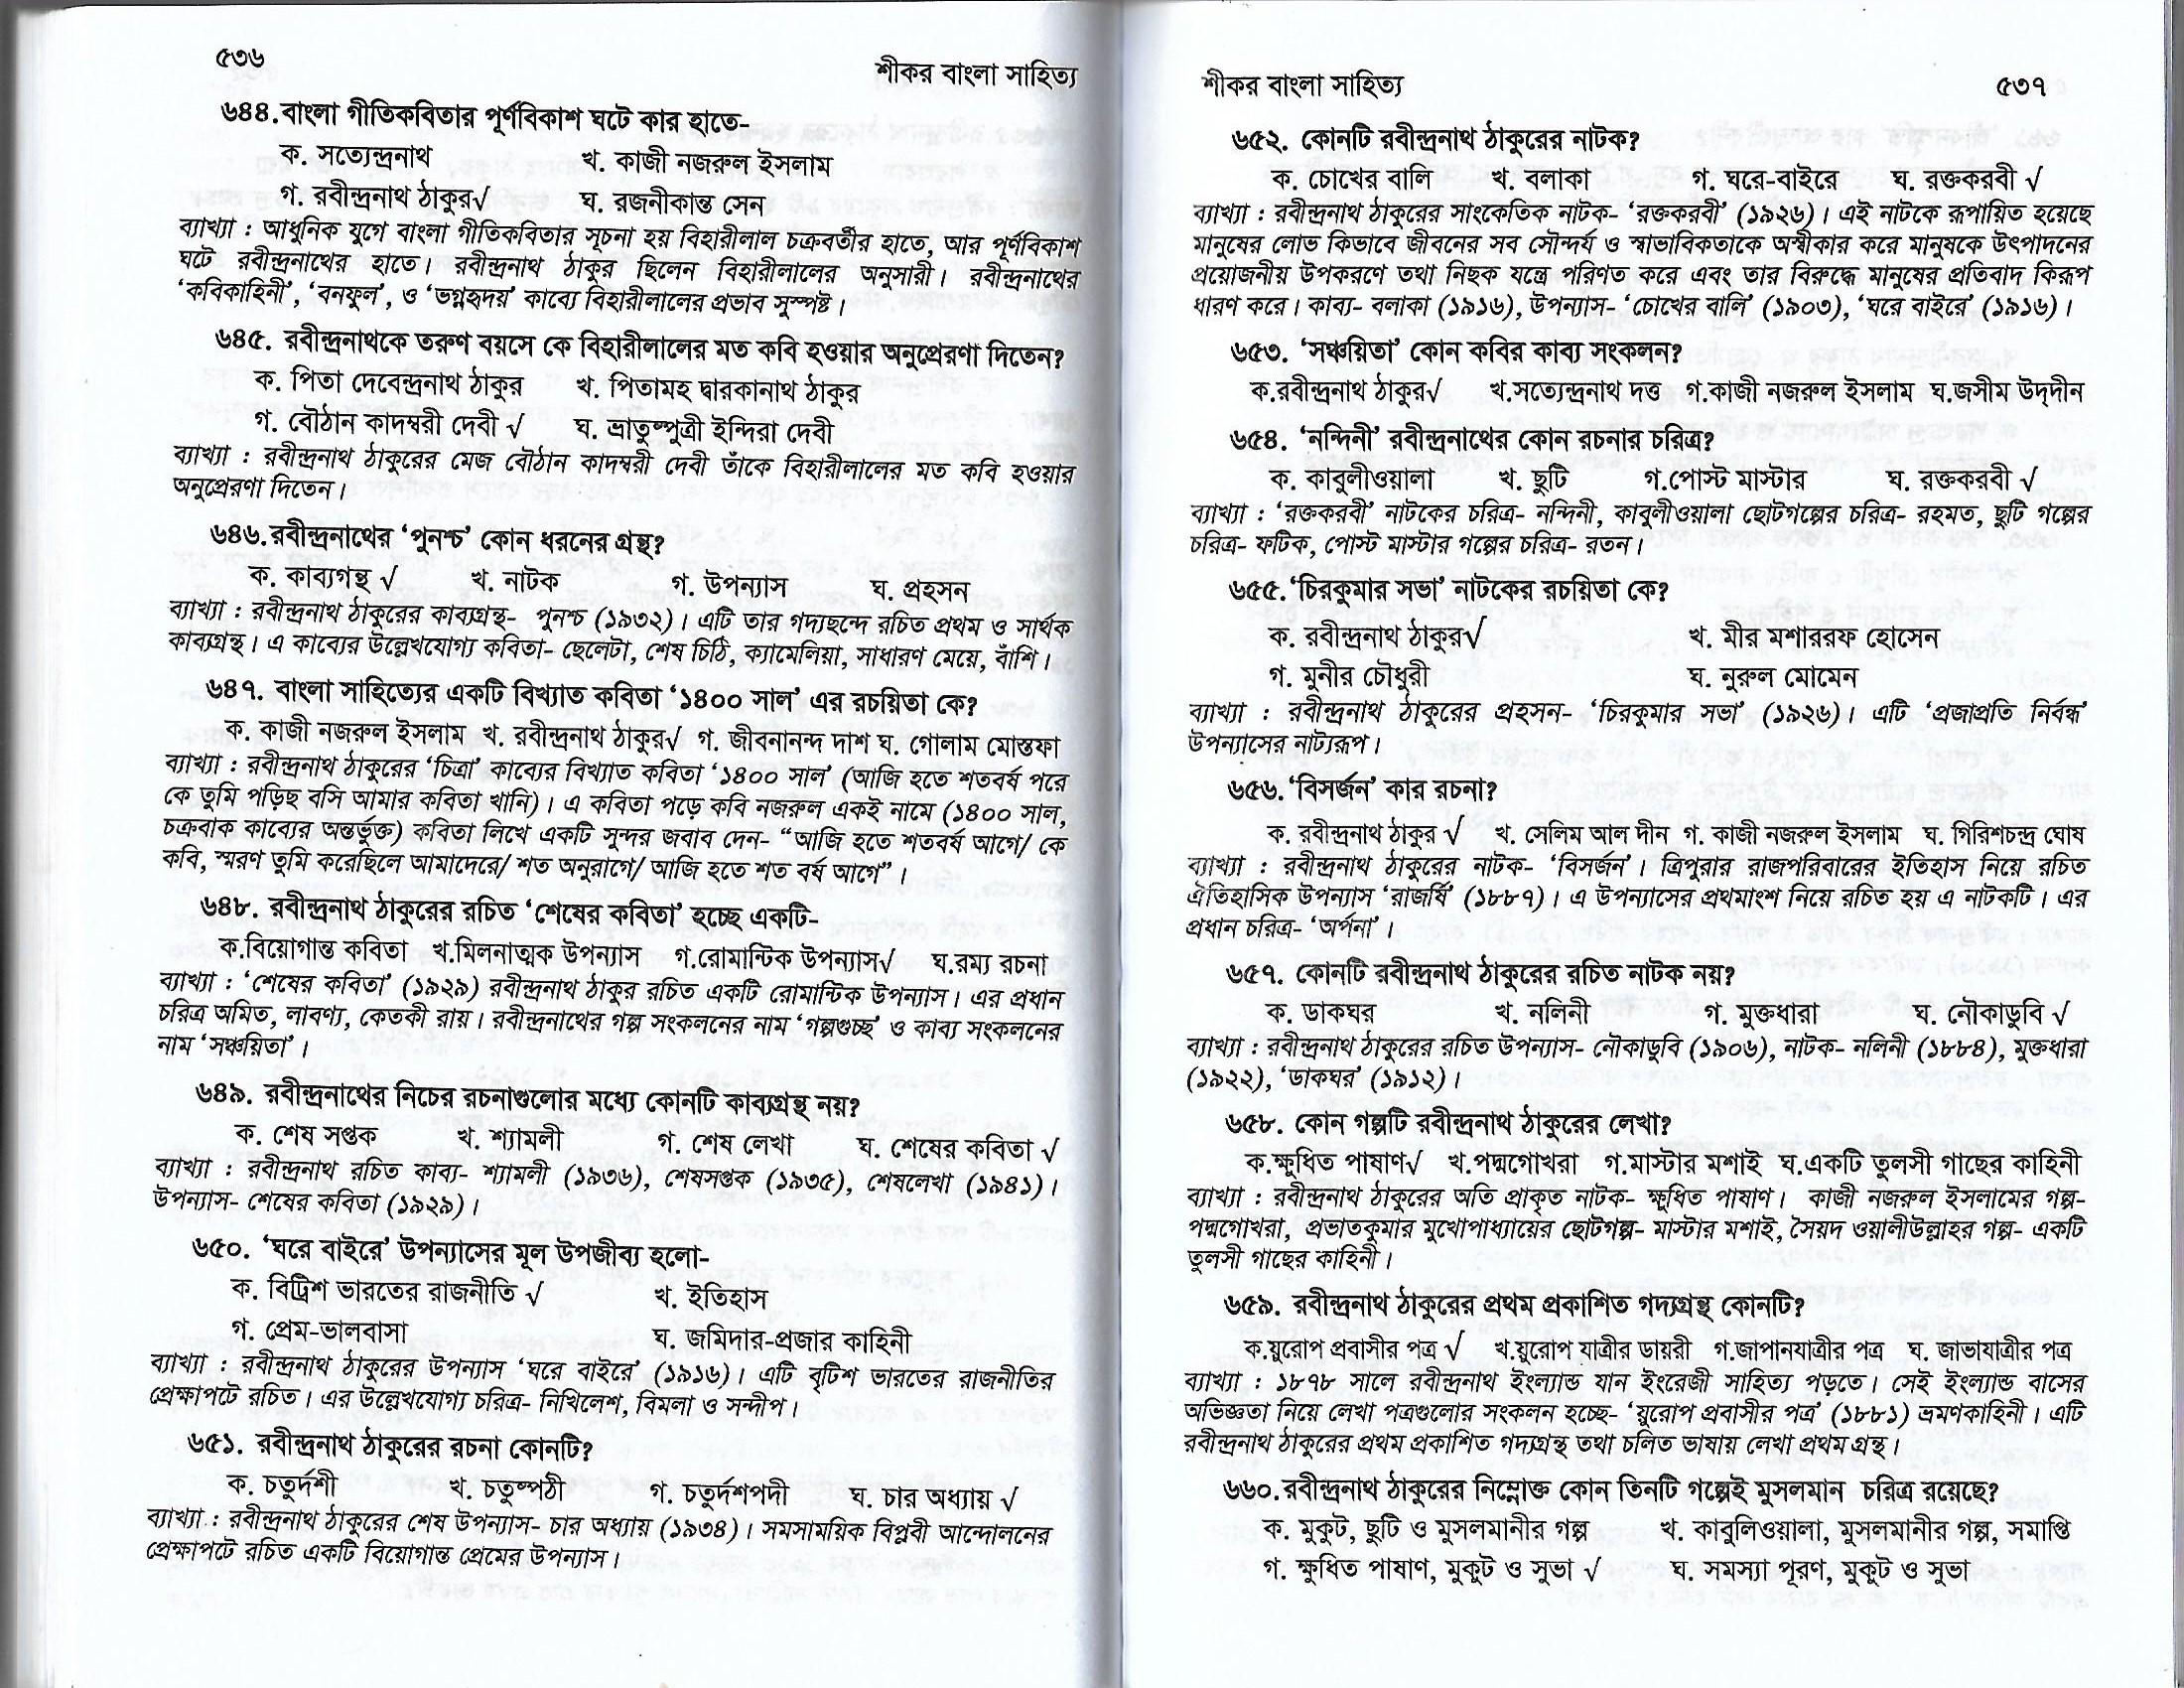 ৫৩৬
শীকর বাংলা সাহিত্য
৬৪৪.বাংলা গীতিকবিতার পূর্ণবিকাশ ঘটে কার হাতে-
ক. সত্যেন্দ্রনাথ খ. কাজী নজরুল ইসলাম
গ. রবীন্দ্রনাথ ঠাকুর√ ঘ. রজনীকান্ত সেন
ব্যাখ্যা : আধুনিক যুগে বাংলা গীতিকবিতার সূচনা হয় বিহারীলাল চক্রবর্তীর হাতে, আর পূর্ণবিকাশ
ঘটে রবীন্দ্রনাথের হাতে। রবীন্দ্রনাথ ঠাকুর ছিলেন বিহারীলালের অনুসারী। রবীন্দ্রনাথের
‘কবিকাহিনী’, ‘বনফুল’, ও ‘ভগ্নহৃদয়’ কাব্যে বিহারীলালের প্রভাব সুস্পষ্ট।
৬৪৫. রবীন্দ্রনাথকে তরুণ বয়সে কে বিহারীলালের মত কবি হওয়ার অনুপ্রেরণা দিতেন?
ক. পিতা দেবেন্দ্রনাথ ঠাকুর খ. পিতামহ দ্বারকানাথ ঠাকুর
গ. বৌঠান কাদম্বরী দেবী √ ঘ. ভ্রাতুষ্পুত্রী ইন্দিরা দেবী
ব্যাখ্যা : রবীন্দ্রনাথ ঠাকুরের মেজ বৌঠান কাদম্বরী দেবী তাঁকে বিহারীলালের মত কবি হওয়ার
অনুপ্রেরণা দিতেন।
৬৪৬.রবীন্দ্রনাথের ‘পুনশ্চ’ কোন ধরনের গ্রন্থ?
ক. কাব্যগন্থ √ খ. নাটক গ. উপন্যাস ঘ. প্রহসন
ব্যাখ্যা : রবীন্দ্রনাথ ঠাকুরের কাব্যগ্রন্থ- পুনশ্চ (১৯৩২)। এটি তার গদ্যছন্দে রচিত প্রথম ও সার্থক
কাব্যগ্রন্থ। এ কাব্যের উল্লেখযোগ্য কবিতা- ছেলেটা, শেষ চিঠি, ক্যামেলিয়া, সাধারণ মেয়ে, বাঁশি।
৬৪৭. বাংলা সাহিত্যের একটি বিখ্যাত কবিতা ‘১৪০০ সাল’ এর রচয়িতা কে?
ক. কাজী নজরুল ইসলাম খ. রবীন্দ্রনাথ ঠাকুর√ গ. জীবনানন্দ দাশ ঘ. গোলাম মোস্তফা
ব্যাখ্যা : রবীন্দ্রনাথ ঠাকুরের ‘চিত্রা’ কাব্যের বিখ্যাত কবিতা ‘১৪০০ সাল’ (আজি হতে শতবর্ষ পরে
কে তুমি পড়িছ বসি আমার কবিতা খানি)। এ কবিতা পড়ে কবি নজরুল একই নামে (১৪০০ সাল,
চক্রবাক কাব্যের অন্তর্ভুক্ত) কবিতা লিখে একটি সুন্দর জবাব দেন- “আজি হতে শতবর্ষ আগে/ কে
কবি, স্মরণ তুমি করেছিলে আমাদেরে/ শত অনুরাগে/ আজি হতে শত বর্ষ আগে”।
৬৪৮. রবীন্দ্রনাথ ঠাকুরের রচিত ‘শেষের কবিতা’ হচ্ছে একটি-
ক.বিয়োগান্ত কবিতা খ.মিলনাত্মক উপন্যাস গ.রোমান্টিক উপন্যাস√ ঘ.রম্য রচনা
ব্যাখ্যা : ‘শেষের কবিতা’ (১৯২৯) রবীন্দ্রনাথ ঠাকুর রচিত একটি রোমান্টিক উপন্যাস। এর প্রধান
চরিত্র অমিত, লাবণ্য, কেতকী রায়। রবীন্দ্রনাথের গল্প সংকলনের নাম ‘গল্পগুচ্ছ’ ও কাব্য সংকলনের
নাম ‘সঞ্চয়িতা’।
৬৪৯. রবীন্দ্রনাথের নিচের রচনাগুলোর মধ্যে কোনটি কাব্যগ্রন্থ নয়?
ক. শেষ সপ্তক খ. শ্যামলী গ. শেষ লেখা ঘ. শেষের কবিতা √
ব্যাখ্যা : রবীন্দ্রনাথ রচিত কাব্য- শ্যামলী (১৯৩৬), শেষসপ্তক (১৯৩৫), শেষলেখা (১৯৪১)।
উপন্যাস- শেষের কবিতা (১৯২৯)।
৬৫০. ‘ঘরে বাইরে’ উপন্যাসের মূল উপজীব্য হলো-
ক. বিট্রিশ ভারতের রাজনীতি √ খ. ইতিহাস
গ. প্রেম-ভালবাসা ঘ. জমিদার-প্রজার কাহিনী
ব্যাখ্যা : রবীন্দ্রনাথ ঠাকুরের উপন্যাস ‘ঘরে বাইরে’ (১৯১৬)। এটি বৃটিশ ভারতের রাজনীতির
প্রেক্ষাপটে রচিত। এর উল্লেখযোগ্য চরিত্র- নিখিলেশ, বিমলা ও সন্দীপ।
৬৫১. রবীন্দ্রনাথ ঠাকুরের রচনা কোনটি?
ক. চতুর্দশী খ. চতুষ্পঠী গ. চতুর্দশপদী ঘ. চার অধ্যায় √
ব্যাখ্যা : রবীন্দ্রনাথ ঠাকুরের শেষ উপন্যাস- চার অধ্যায় (১৯৩৪)। সমসাময়িক বিপ্লবী আন্দোলনের
প্রেক্ষাপটে রচিত একটি বিয়োগান্ত প্রেমের উপন্যাস।
শীকর বাংলা সাহিত্য
৫৩৭
৬৫২. কোনটি রবীন্দ্রনাথ ঠাকুরের নাটক?
ক. চোখের বালি খ. বলাকা গ. ঘরে-বাইরে ঘ. রক্তকরবী √
ব্যাখ্যা : রবীন্দ্রনাথ ঠাকুরের সাংকেতিক নাটক- ‘রক্তকরবী’ (১৯২৬)। এই নাটকে রূপায়িত হয়েছে
মানুষের লোভ কিভাবে জীবনের সব সৌন্দর্য ও স্বাভাবিকতাকে অস্বীকার করে মানুষকে উৎপাদনের
প্রয়োজনীয় উপকরণে তথা নিছক যন্ত্রে পরিণত করে এবং তার বিরুদ্ধে মানুষের প্রতিবাদ কিরূপ
ধারণ করে। কাব্য- বলাকা (১৯১৬), উপন্যাস- ‘চোখের বালি’ (১৯০৩), ‘ঘরে বাইরে’ (১৯১৬)।
৬৫৩. ‘সঞ্চয়িতা’ কোন কবির কাব্য সংকলন?
ক.রবীন্দ্রনাথ ঠাকুর√ খ.সত্যেন্দ্রনাথ দত্ত গ.কাজী নজরুল ইসলাম ঘ.জসীম উদ্‌দীন
৬৫৪. ‘নন্দিনী’ রবীন্দ্রনাথের কোন রচনার চরিত্র?
ক. কাবুলীওয়ালা খ. ছুটি গ.পোস্ট মাস্টার ঘ. রক্তকরবী √
ব্যাখ্যা : ‘রক্তকরবী’ নাটকের চরিত্র- নন্দিনী, কাবুলীওয়ালা ছোটগল্পের চরিত্র- রহমত, ছুটি গল্পের
চরিত্র- ফটিক, পোস্ট মাস্টার গল্পের চরিত্র- রতন।
৬৫৫. ‘চিরকুমার সভা’ নাটকের রচয়িতা কে?
ক. রবীন্দ্রনাথ ঠাকুর√ খ. মীর মশাররফ হোসেন
গ. মুনীর চৌধুরী ঘ. নুরুল মোমেন
ব্যাখ্যা : রবীন্দ্রনাথ ঠাকুরের প্রহসন- ‘চিরকুমার সভা’ (১৯২৬)। এটি ‘প্রজাপ্রতি নির্বন্ধ’
উপন্যাসের নাট্যরূপ।
৬৫৬.‘বিসর্জন’ কার রচনা?
ক. রবীন্দ্রনাথ ঠাকুর √ খ. সেলিম আল দীন গ. কাজী নজরুল ইসলাম ঘ. গিরিশচন্দ্র ঘোষ
ব্যাখ্যা : রবীন্দ্রনাথ ঠাকুরের নাটক- ‘বিসর্জন’। ত্রিপুরার রাজপরিবারের ইতিহাস নিয়ে রচিত
ঐতিহাসিক উপন্যাস ‘রাজর্ষি’ (১৮৮৭)। এ উপন্যাসের প্রথমাংশ নিয়ে রচিত হয় এ নাটকটি। এর
প্রধান চরিত্র- ‘অর্পনা’।
৬৫৭. কোনটি রবীন্দ্রনাথ ঠাকুরের রচিত নাটক নয়?
ক. ডাকঘর খ. নলিনী গ. মুক্তধারা ঘ. নৌকাডুবি √
ব্যাখ্যা : রবীন্দ্রনাথ ঠাকুরের রচিত উপন্যাস- নৌকাডুবি (১৯০৬), নাটক- নলিনী (১৮৮৪), মুক্তধারা
(১৯২২), ‘ডাকঘর’ (১৯১২)।
৬৫৮. কোন গল্পটি রবীন্দ্রনাথ ঠাকুরের লেখা?
ক.ক্ষুধিত পাষাণ√ খ.পদ্মগোখরা গ.মাস্টার মশাই ঘ.একটি তুলসী গাছের কাহিনী
ব্যাখ্যা : রবীন্দ্রনাথ ঠাকুরের অতি প্রাকৃত নাটক- ক্ষুধিত পাষাণ। কাজী নজরুল ইসলামের গল্প-
পদ্মগোখরা, প্রভাতকুমার মুখোপাধ্যায়ের ছোটগল্প- মাস্টার মশাই, সৈয়দ ওয়ালীউল্লাহর গল্প- একটি
তুলসী গাছের কাহিনী।
৬৫৯. রবীন্দ্রনাথ ঠাকুরের প্রথম প্রকাশিত গদ্যগ্রন্থ কোনটি?
ক.য়ুরোপ প্রবাসীর পত্র √ খ.য়ুরোপ যাত্রীর ডায়রী গ.জাপানযাত্রীর পত্র ঘ. জাভাযাত্রীর পত্র
ব্যাখ্যা : ১৮৭৮ সালে রবীন্দ্রনাথ ইংল্যান্ড যান ইংরেজী সাহিত্য পড়তে। সেই ইংল্যান্ড বাসের
অভিজ্ঞতা নিয়ে লেখা পত্রগুলোর সংকলন হচ্ছে- ‘য়ুরোপ প্রবাসীর পত্র’ (১৮৮১) ভ্রমণকাহিনী। এটি
রবীন্দ্রনাথ ঠাকুরের প্রথম প্রকাশিত গদ্যগ্রন্থ তথা চলিত ভাষায় লেখা প্রথম গ্রন্থ।
৬৬০.রবীন্দ্রনাথ ঠাকুরের নিম্নোক্ত কোন তিনটি গল্পেই মুসলমান চরিত্র রয়েছে?
ক. মুকুট, ছুটি ও মুসলমানীর গল্প খ. কাবুলিওয়ালা, মুসলমানীর গল্প, সমাপ্তি
গ. ক্ষুধিত পাষাণ, মুকুট ও সুভা √ ঘ. সমস্যা পূরণ, মুকুট ও সুভা